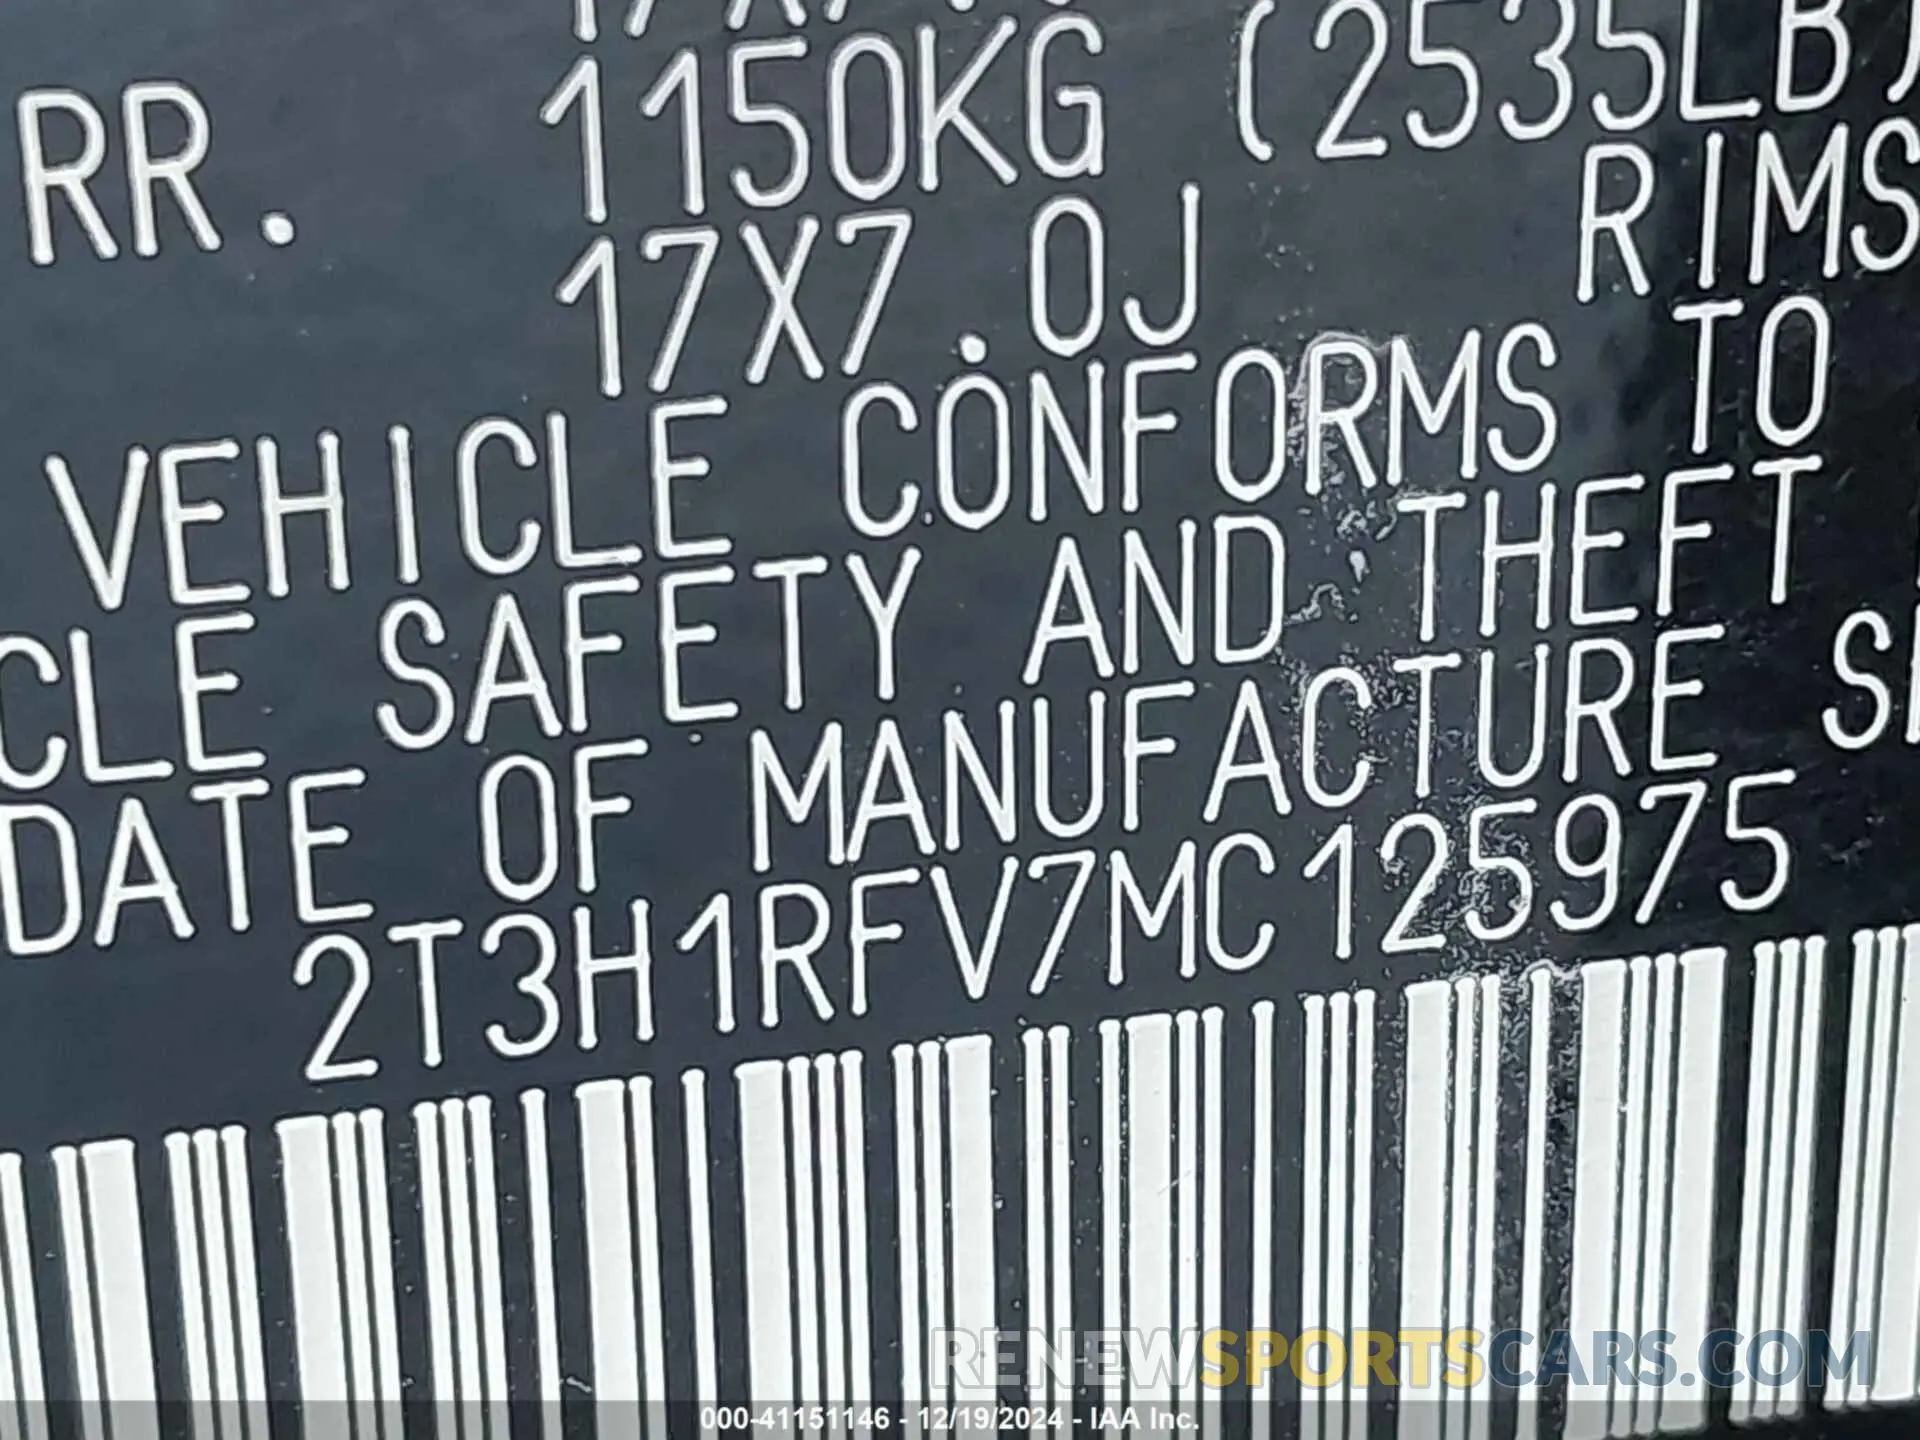 RR. 1150KG (2535LB)
17X7.0J RIMS
VEHICLE CONFORMS TO
CLE SAFETY AND THEFT
DATE OF MANUFACTURE
2T3H1RFV7MC125975
RENEWSPORTSCARS.COM
000-41151146 - 12/19/2024 - IAA Inc.